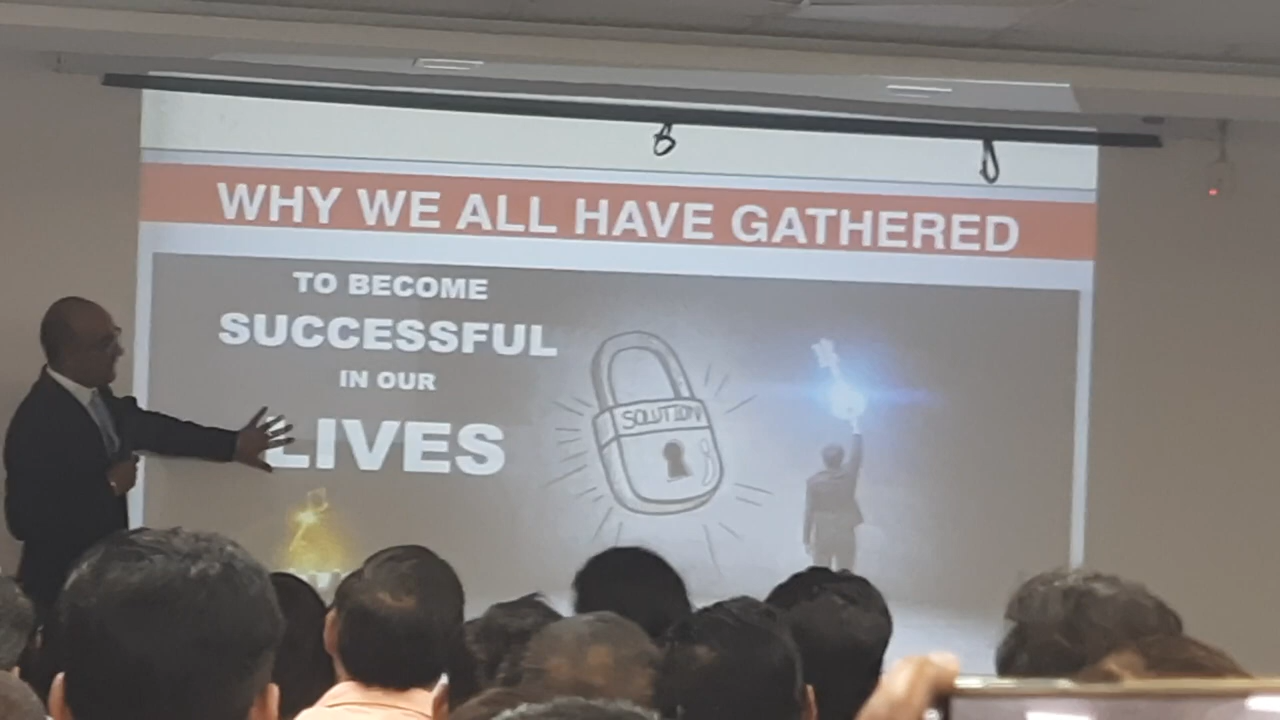 WHY WE ALL HAVE GATHERED
TO BECOME
SUCCESSFUL
IN OUR
LIVES
SOLUTION